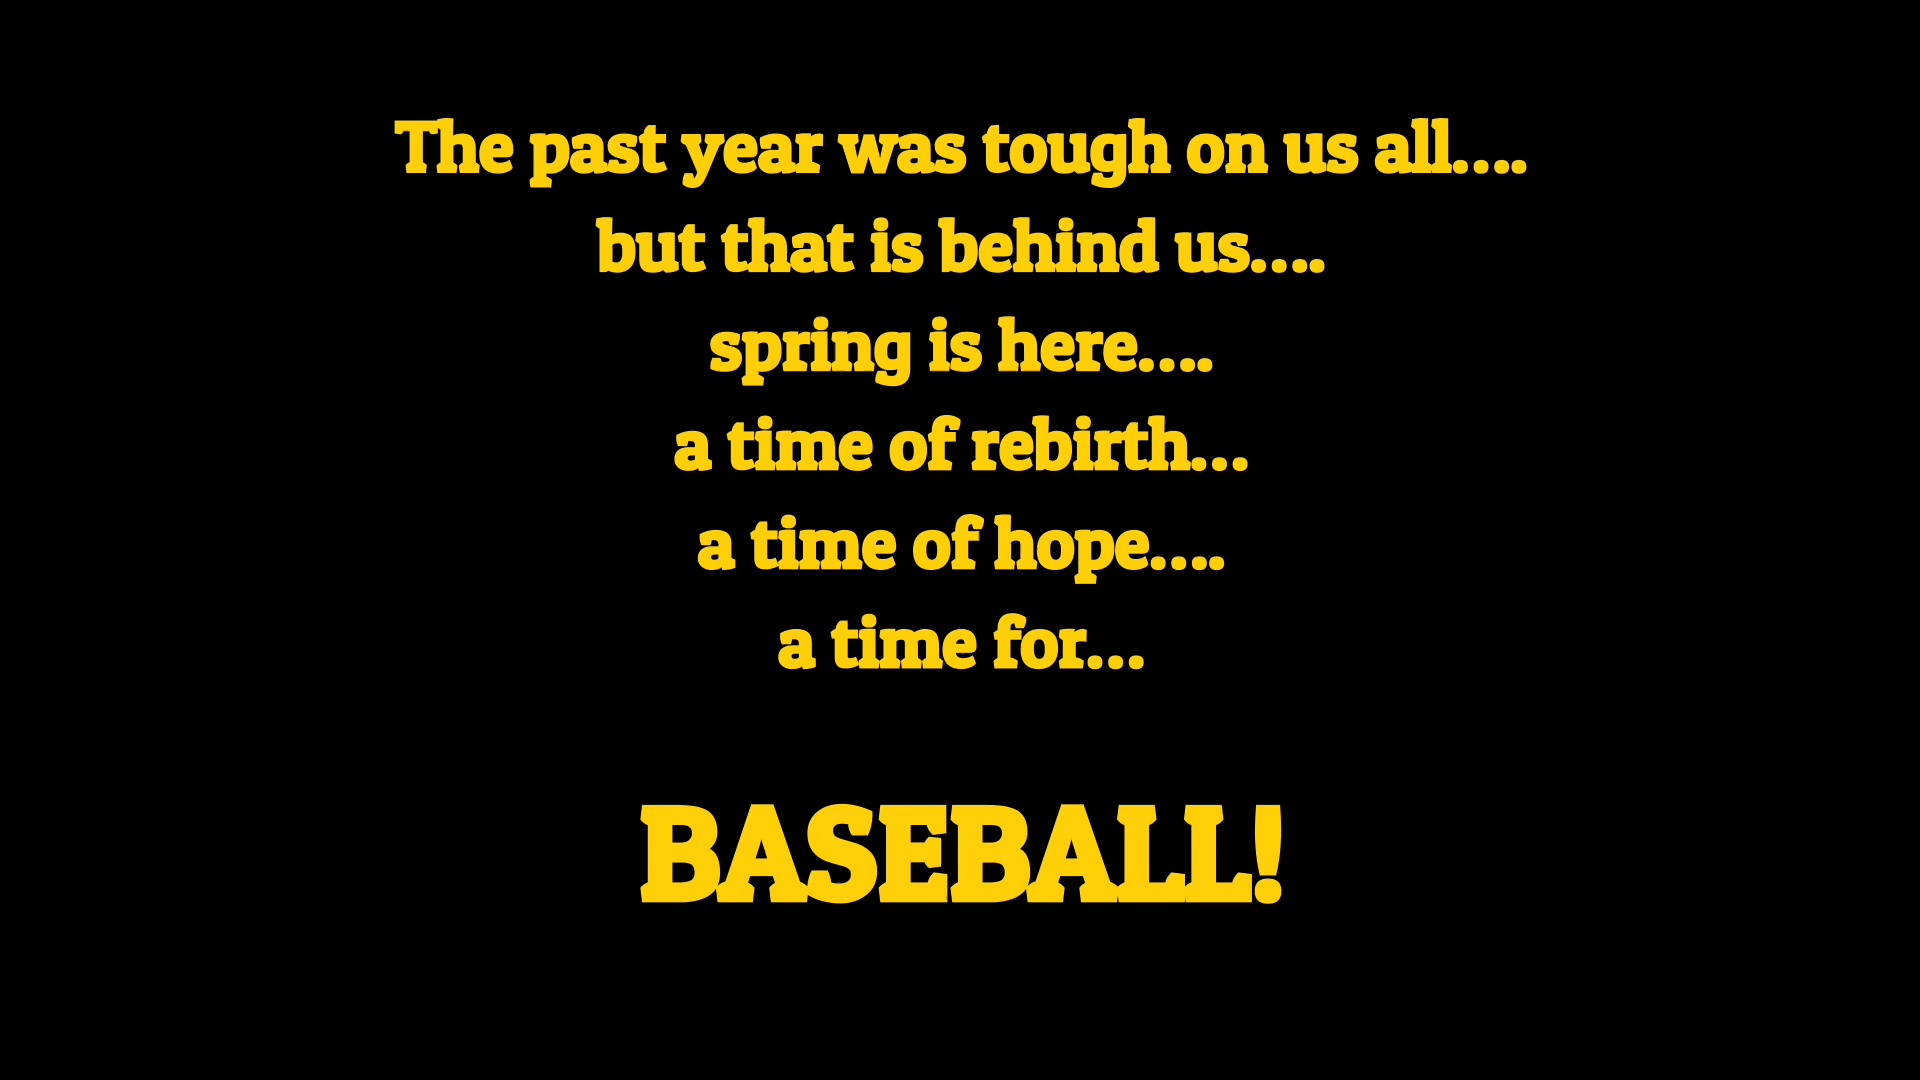 The past year was tough on us all....
but that is behind us....
spring is here....
a time of rebirth...
a time of hope....
a time for...
BASEBALL!